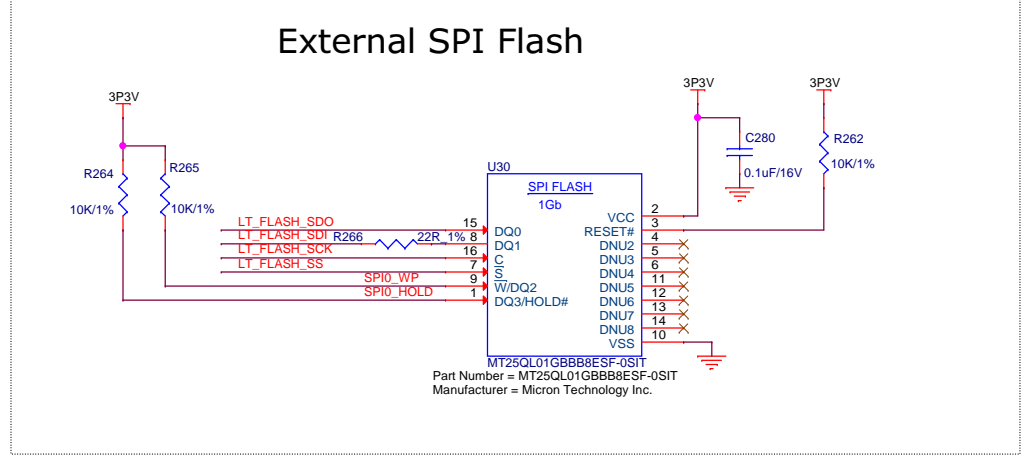 External SPI Flash
3P3V
3P3V
3P3V
R264
10K/1%
R265
10K/1%
C280
0.1uF/16V
R262
10K/1%
U30
SPI FLASH
1Gb
LT_FLASH_SDO 15 DQ0
LT_FLASH_SDI R266 22R_1% 8 DQ1
LT_FLASH_SCK 16 C
LT_FLASH_SS 7 S
SPI0_WP 9 W/DQ2
SPI0_HOLD 1 DQ3/HOLD#
VCC 2
RESET# 3
DNU2 4
DNU3 5
DNU4 6
DNU5 11
DNU6 12
DNU7 13
DNU8 14
VSS 10
MT25QL01GBBB8ESF-0SIT
Part Number = MT25QL01GBBB8ESF-0SIT
Manufacturer = Micron Technology Inc.